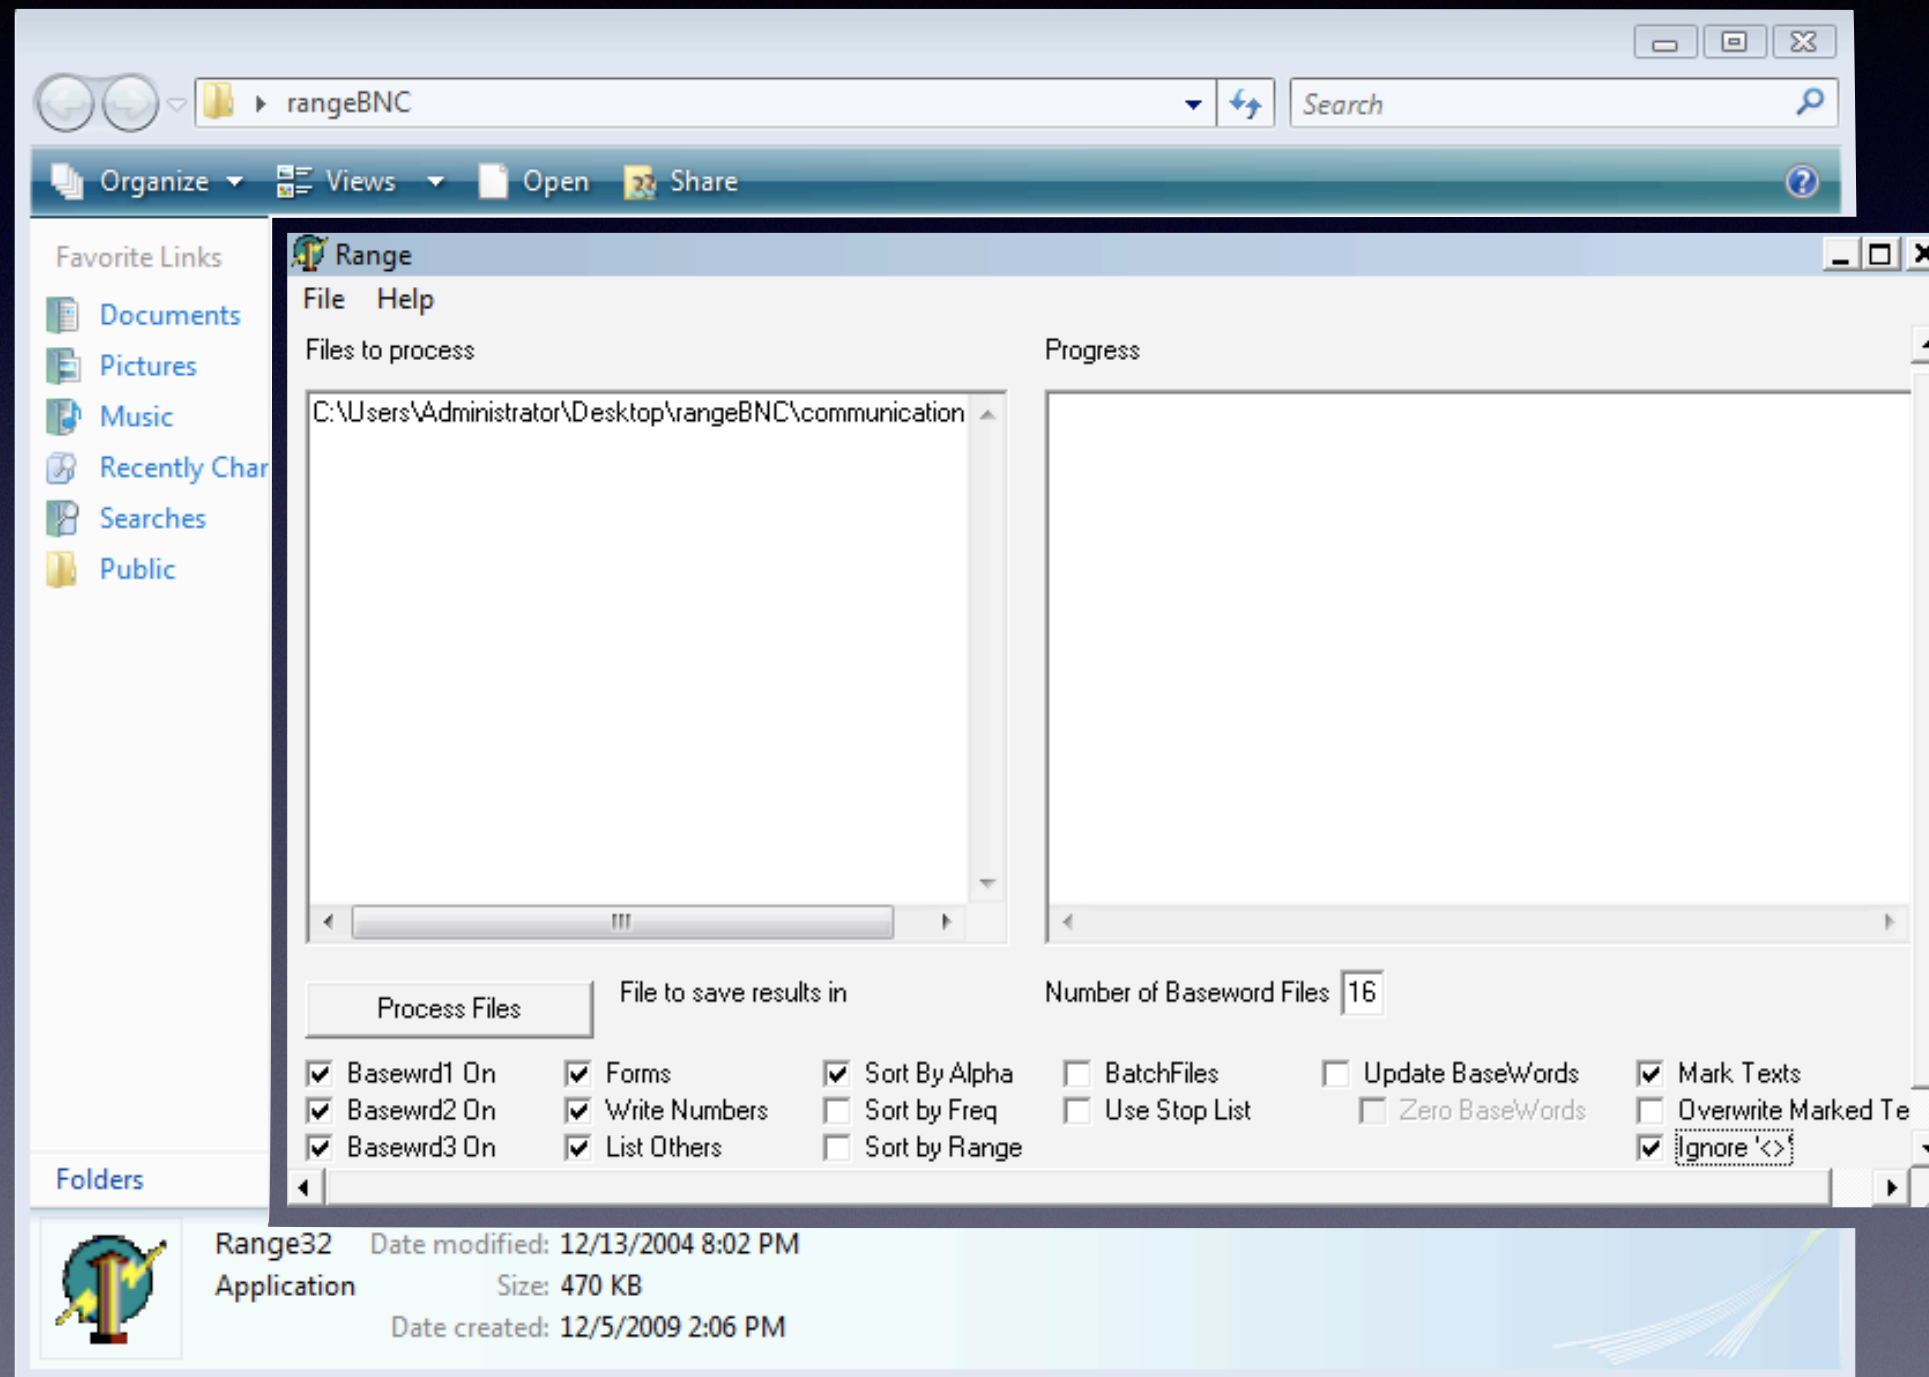 rangeBNC
Search
Organize Views Open Share
Favorite Links
Documents
Pictures
Music
Recently Char
Searches
Public
Folders
Range
File Help
Files to process
Progress
C:\Users\Administrator\Desktop\rangeBNC\communication
Process Files
File to save results in
Number of Baseword Files 16
Basewrd1 On Forms Sort By Alpha BatchFiles Update BaseWords Mark Texts
Basewrd2 On Write Numbers Sort by Freq Use Stop List Zero BaseWords Overwrite Marked Te
Basewrd3 On List Others Sort by Range Ignore '<>'
Range32 Date modified: 12/13/2004 8:02 PM
Application Size: 470 KB
Date created: 12/5/2009 2:06 PM